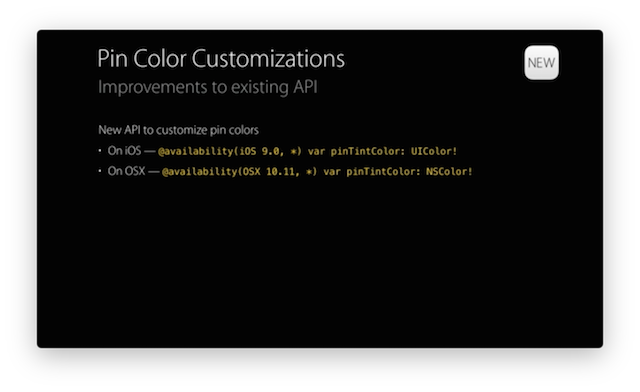 Pin Color Customizations
NEW
Improvements to existing API
New API to customize pin colors
• On iOS — @availability(iOS 9.0, *) var pinTintColor: UIColor!
• On OSX — @availability(OSX 10.11, *) var pinTintColor: NSColor!